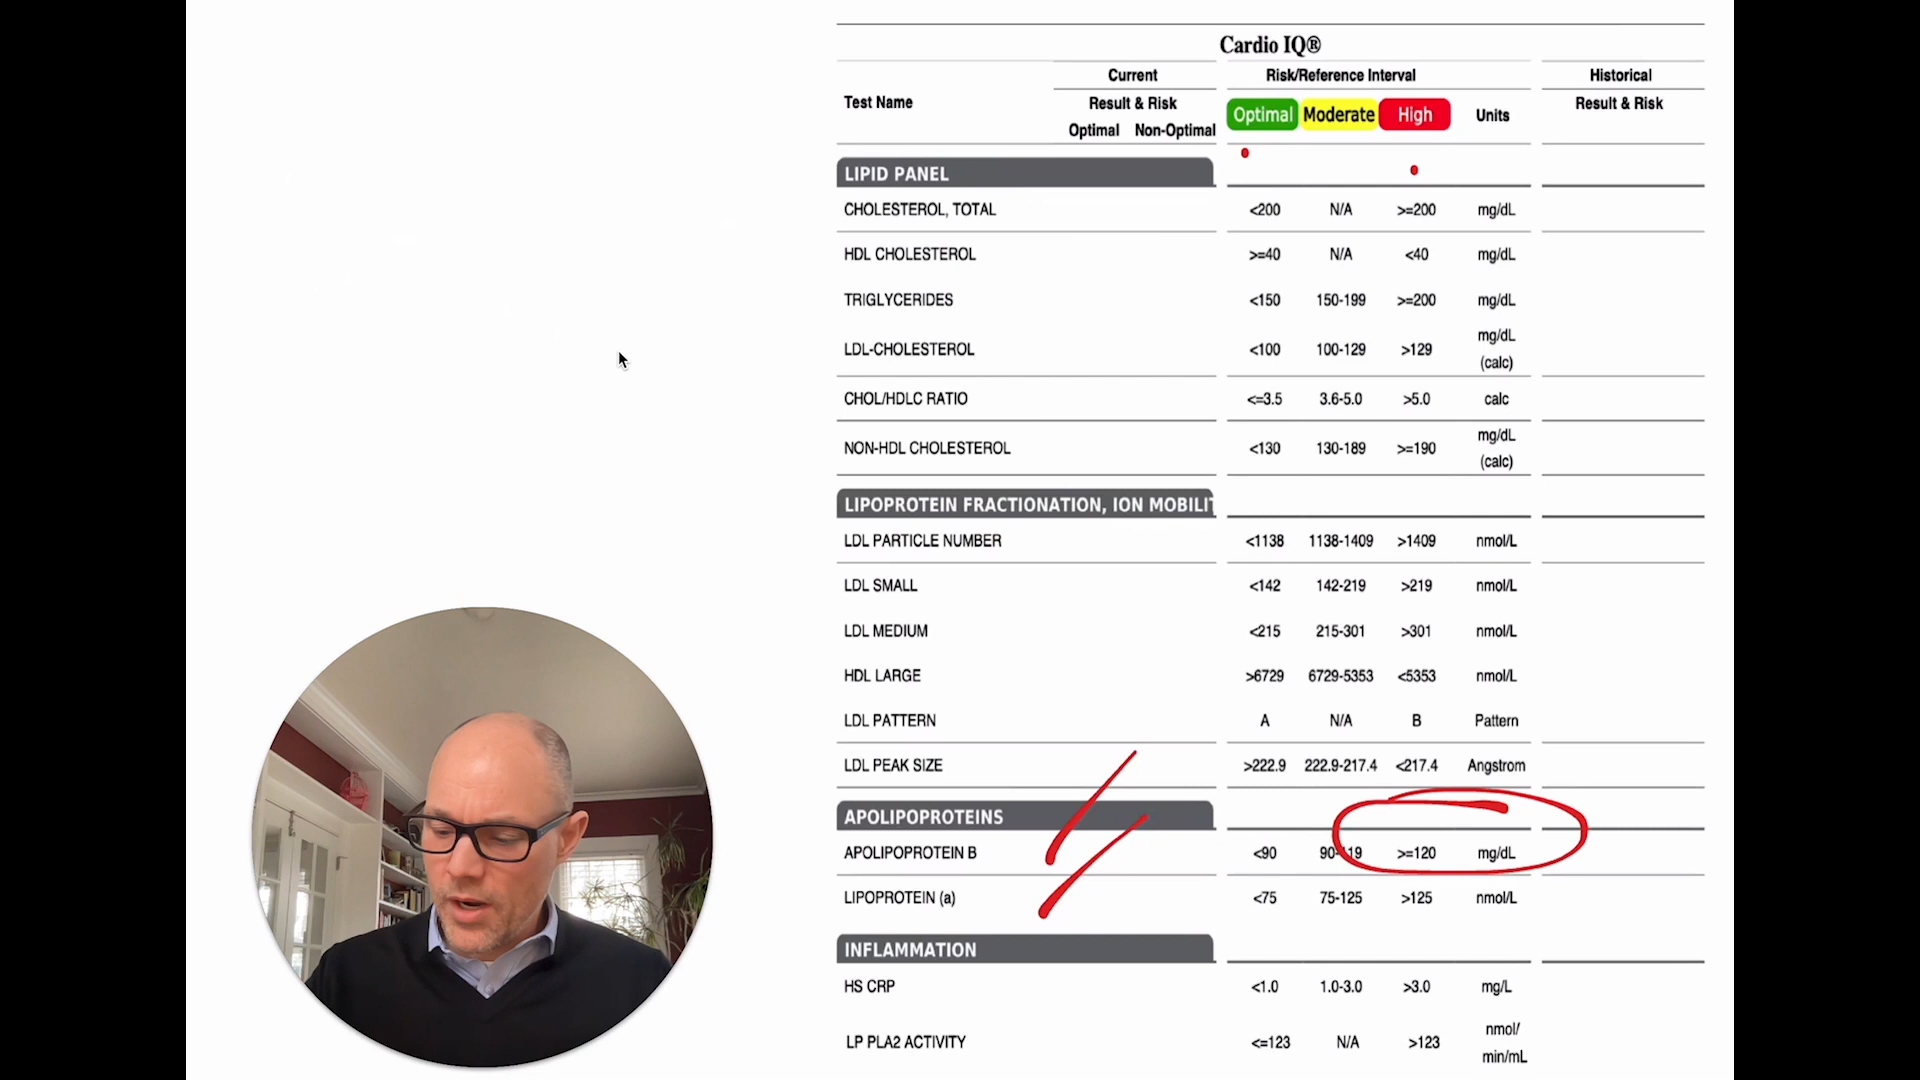 Cardio IQ®
Current Risk/Reference Interval Historical
Test Name Result & Risk Optimal Moderate High Units Result & Risk
Optimal Non-Optimal
LIPID PANEL
CHOLESTEROL, TOTAL <200 N/A >=200 mg/dL
HDL CHOLESTEROL >=40 N/A <40 mg/dL
TRIGLYCERIDES <150 150-199 >=200 mg/dL
LDL-CHOLESTEROL <100 100-129 >129 mg/dL (calc)
CHOL/HDLC RATIO <=3.5 3.6-5.0 >5.0 calc
NON-HDL CHOLESTEROL <130 130-189 >=190 mg/dL (calc)
LIPOPROTEIN FRACTIONATION, ION MOBILIT
LDL PARTICLE NUMBER <1138 1138-1409 >1409 nmol/L
LDL SMALL <142 142-219 >219 nmol/L
LDL MEDIUM <215 215-301 >301 nmol/L
HDL LARGE >6729 6729-5353 <5353 nmol/L
LDL PATTERN A N/A B Pattern
LDL PEAK SIZE >222.9 222.9-217.4 <217.4 Angstrom
APOLIPOPROTEINS
APOLIPOPROTEIN B <90 90-119 >=120 mg/dL
LIPOPROTEIN (a) <75 75-125 >125 nmol/L
INFLAMMATION
HS CRP <1.0 1.0-3.0 >3.0 mg/L
LP PLA2 ACTIVITY <=123 N/A >123 nmol/ min/mL